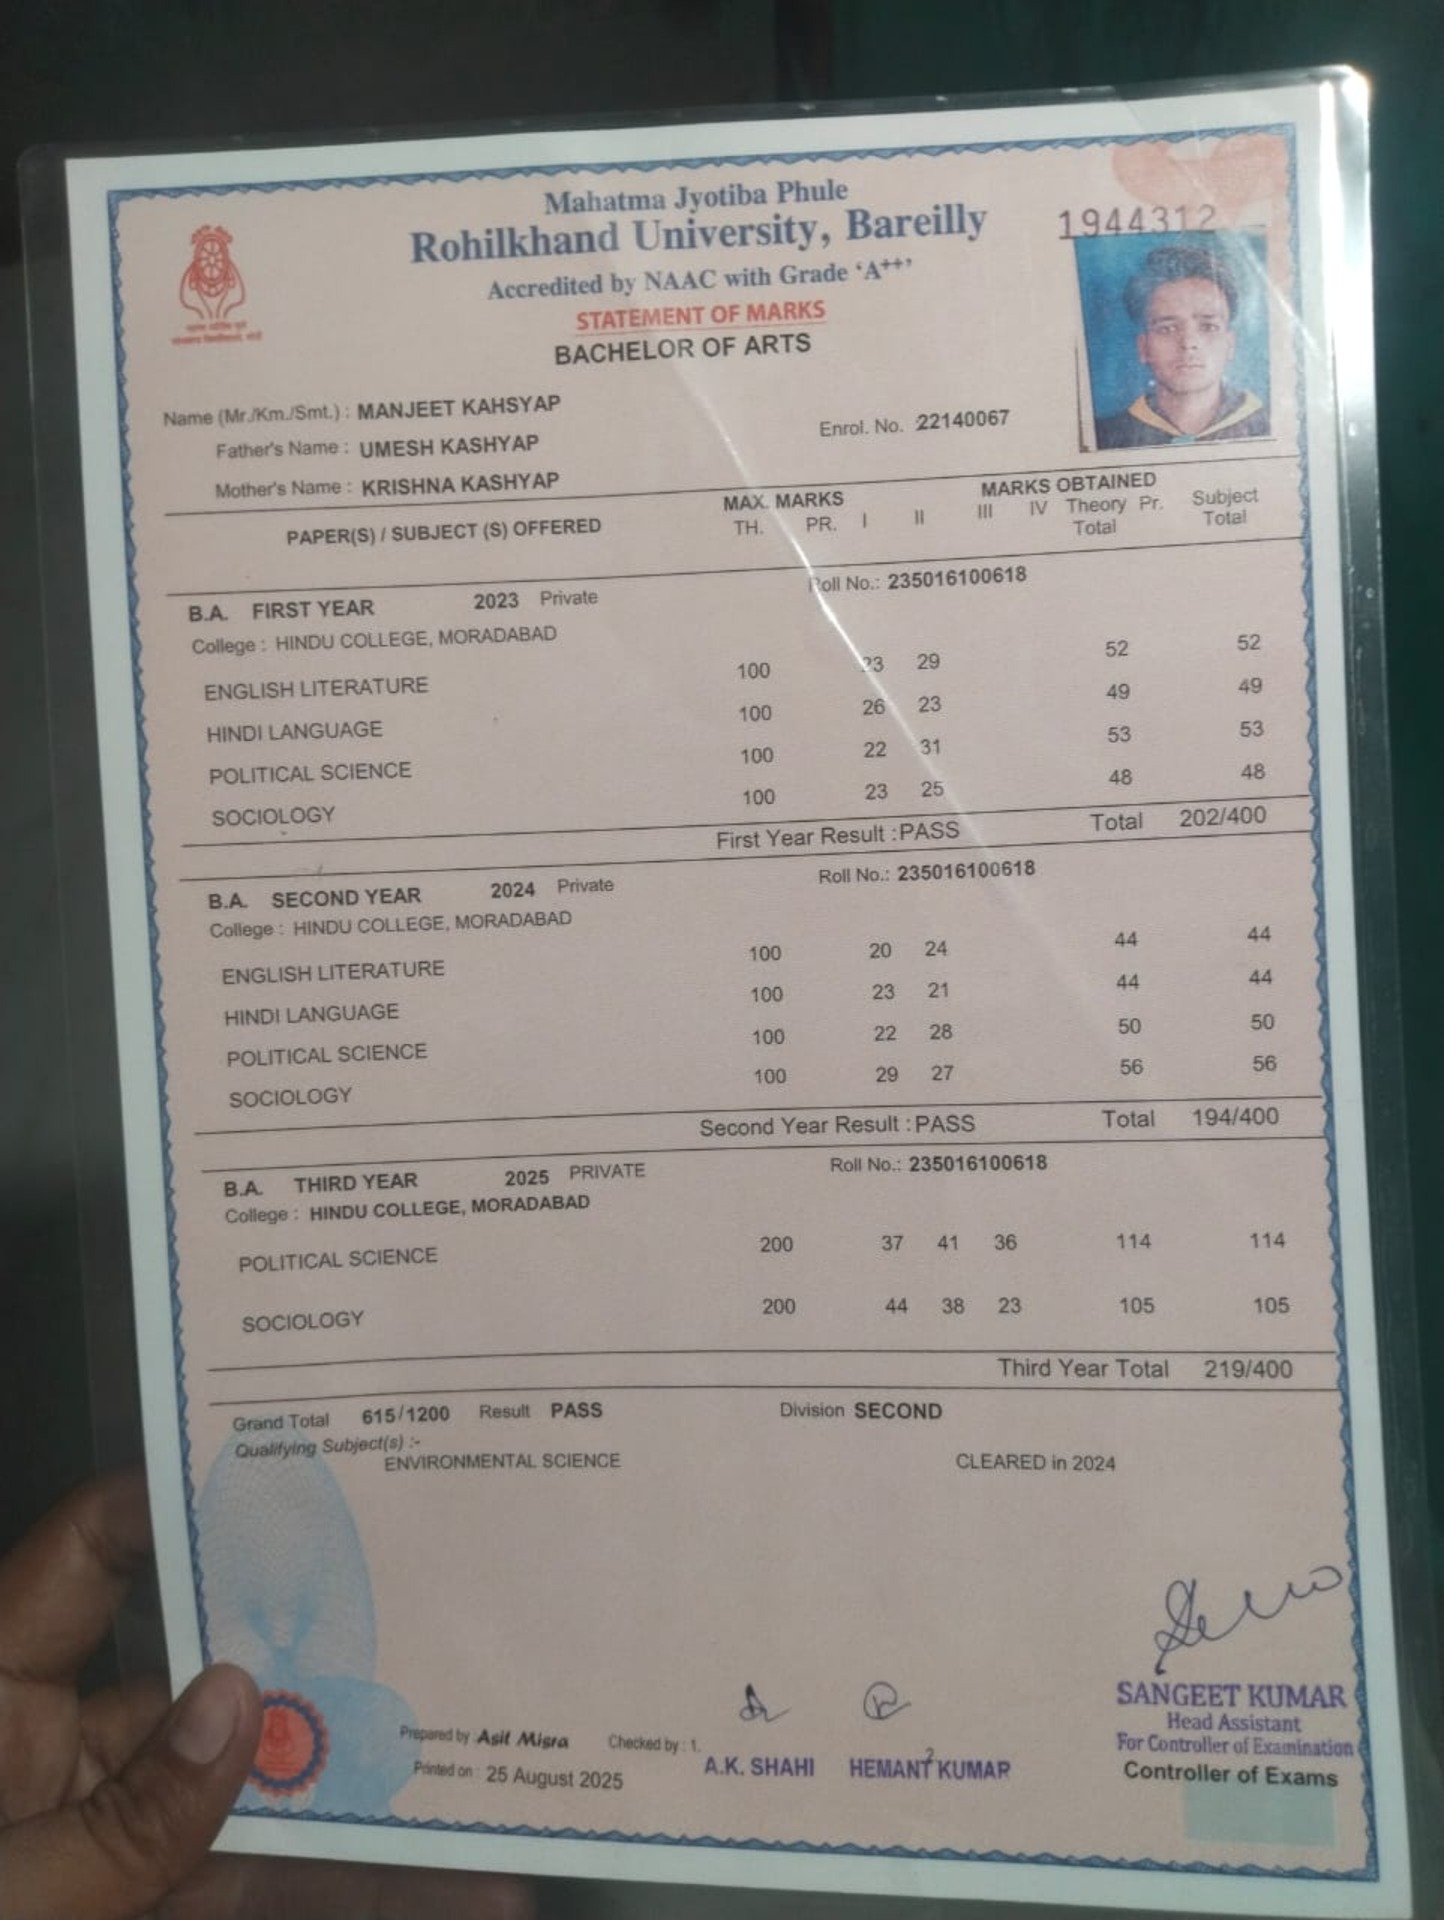 Mahatma Jyotiba Phule
Rohilkhand University, Bareilly
Accredited by NAAC with Grade ‘A++’
STATEMENT OF MARKS
BACHELOR OF ARTS
1944312
Name (Mr./Km./Smt.) : MANJEET KAHSYAP
Father's Name : UMESH KASHYAP
Enrol. No. 22140067
Mother's Name : KRISHNA KASHYAP
PAPER(S) / SUBJECT (S) OFFERED MAX. MARKS MARKS OBTAINED Subject Total
TH. PR. I II III IV Theory Total Pr.
B.A. FIRST YEAR 2023 Private Roll No.: 235016100618
College : HINDU COLLEGE, MORADABAD
ENGLISH LITERATURE 100 23 29 52 52
HINDI LANGUAGE 100 26 23 49 49
POLITICAL SCIENCE 100 22 31 53 53
SOCIOLOGY 100 23 25 48 48
First Year Result : PASS Total 202/400
B.A. SECOND YEAR 2024 Private Roll No.: 235016100618
College : HINDU COLLEGE, MORADABAD
ENGLISH LITERATURE 100 20 24 44 44
HINDI LANGUAGE 100 23 21 44 44
POLITICAL SCIENCE 100 22 28 50 50
SOCIOLOGY 100 29 27 56 56
Second Year Result : PASS Total 194/400
B.A. THIRD YEAR 2025 PRIVATE Roll No.: 235016100618
College : HINDU COLLEGE, MORADABAD
POLITICAL SCIENCE 200 37 41 36 114 114
SOCIOLOGY 200 44 38 23 105 105
Third Year Total 219/400
Grand Total 615/1200 Result PASS Division SECOND
Qualifying Subject(s) :-
ENVIRONMENTAL SCIENCE CLEARED in 2024
Prepared by : Asit Misra Checked by : 1. A.K. SHAHI 2 HEMANT KUMAR
Printed on : 25 August 2025
SANGEET KUMAR
Head Assistant
For Controller of Examination
Controller of Exams